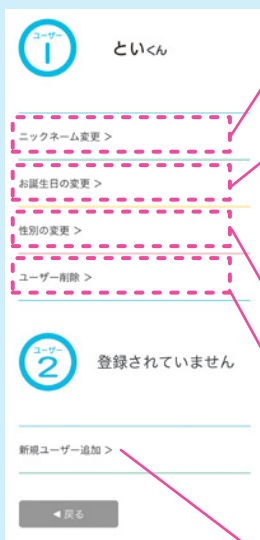 ユーザー
1
といくん
ニックネーム変更 >
お誕生日の変更 >
性別の変更 >
ユーザー削除 >
ユーザー
2
登録されていません
新規ユーザー追加 >
◀戻る